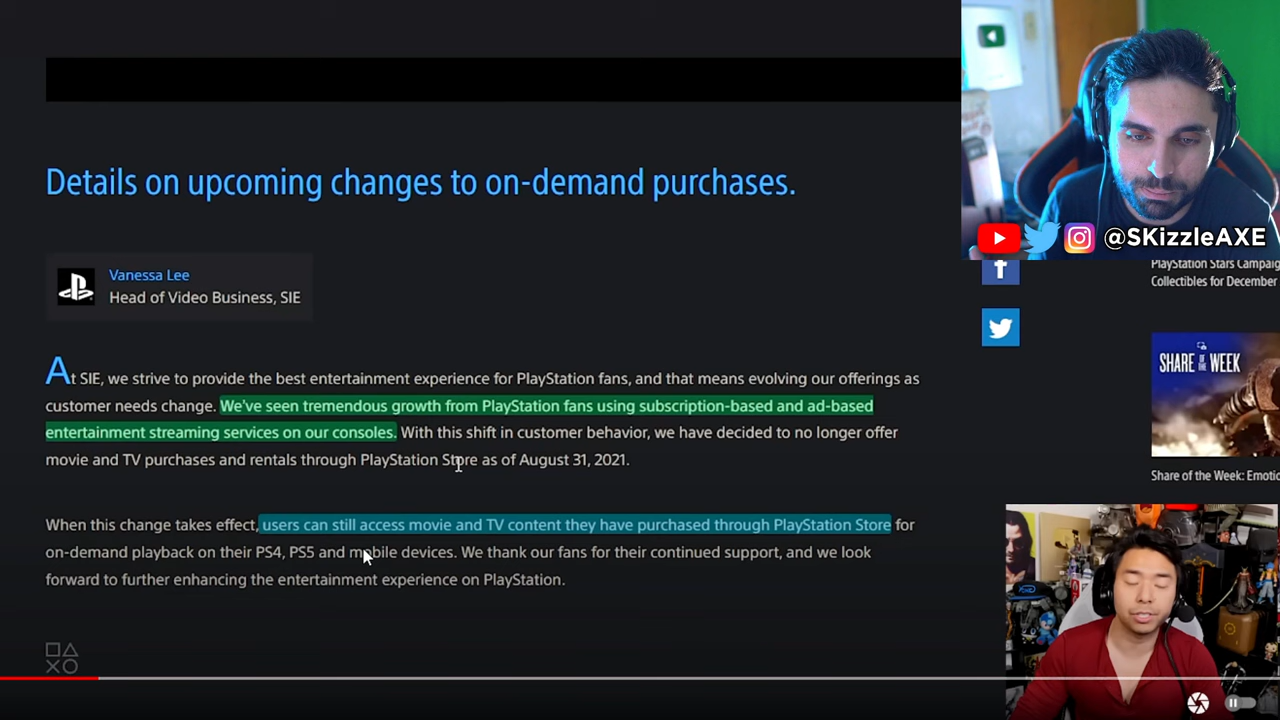 Details on upcoming changes to on-demand purchases.
Vanessa Lee
Head of Video Business, SIE
At SIE, we strive to provide the best entertainment experience for PlayStation fans, and that means evolving our offerings as
customer needs change. We've seen tremendous growth from PlayStation fans using subscription-based and ad-based
entertainment streaming services on our consoles. With this shift in customer behavior, we have decided to no longer offer
movie and TV purchases and rentals through PlayStation Store as of August 31, 2021.
When this change takes effect, users can still access movie and TV content they have purchased through PlayStation Store for
on-demand playback on their PS4, PS5 and mobile devices. We thank our fans for their continued support, and we look
forward to further enhancing the entertainment experience on PlayStation.
@SKizzleAXE
PlayStation Stars Campaig
Collectibles for December
SHARE OF THE WEEK
Share of the Week: Emotic